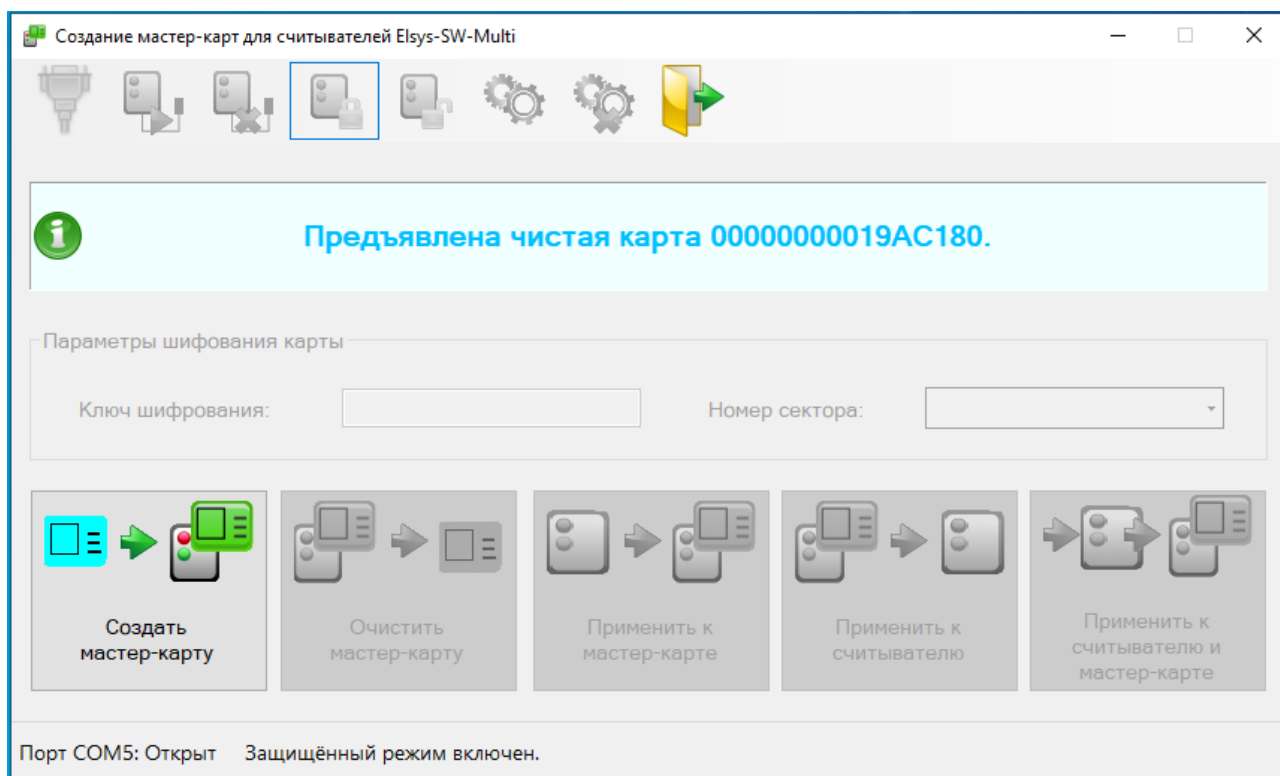 Создание мастер-карт для считывателей Elsys-SW-Multi
Предъявлена чистая карта 00000000019AC180.
Параметры шифования карты
Ключ шифрования:
Номер сектора:
Создать
мастер-карту
Очистить
мастер-карту
Применить к
мастер-карте
Применить к
считывателю
Применить к
считывателю и
мастер-карте
Порт COM5: Открыт
Защищённый режим включен.